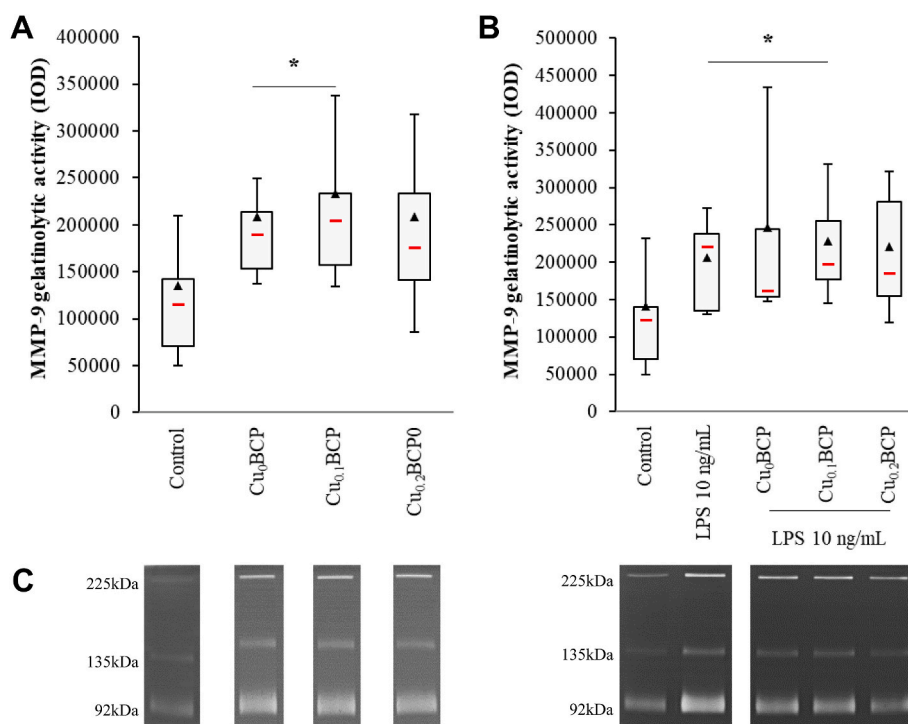 A
MMP-9 gelatinolytic activity (IOD)
400000
350000
300000
250000
200000
150000
100000
50000
0
*
Control
Cu0BCP
Cu0.1BCP
Cu0.2BCP0
B
MMP-9 gelatinolytic activity (IOD)
500000
450000
400000
350000
300000
250000
200000
150000
100000
50000
0
*
Control
LPS 10 ng/mL
Cu0BCP
Cu0.1BCP
Cu0.2BCP
LPS 10 ng/mL
C
225kDa
135kDa
92kDa
225kDa
135kDa
92kDa